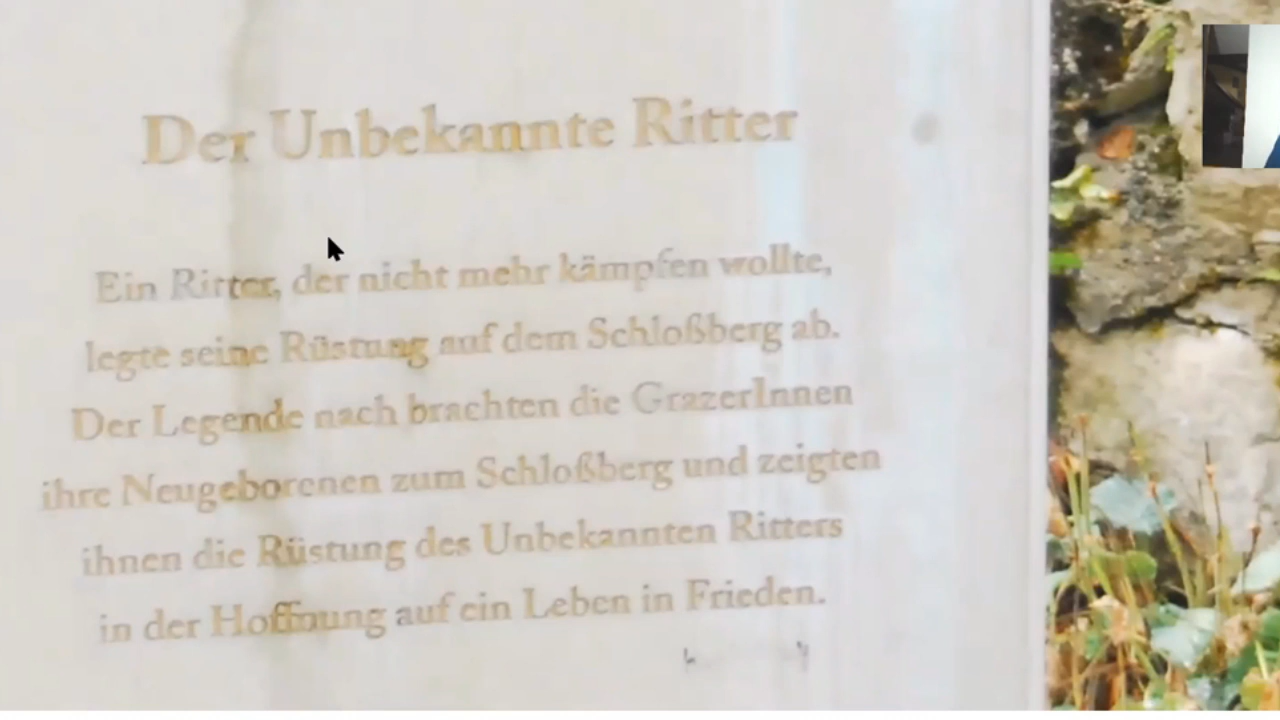 Der Unbekannte Ritter
Ein Ritter, der nicht mehr kämpfen wollte,
legte seine Rüstung auf dem Schloßberg ab.
Der Legende nach brachten die GrazerInnen
ihre Neugeborenen zum Schloßberg und zeigten
ihnen die Rüstung des Unbekannten Ritters
in der Hoffnung auf ein Leben in Frieden.